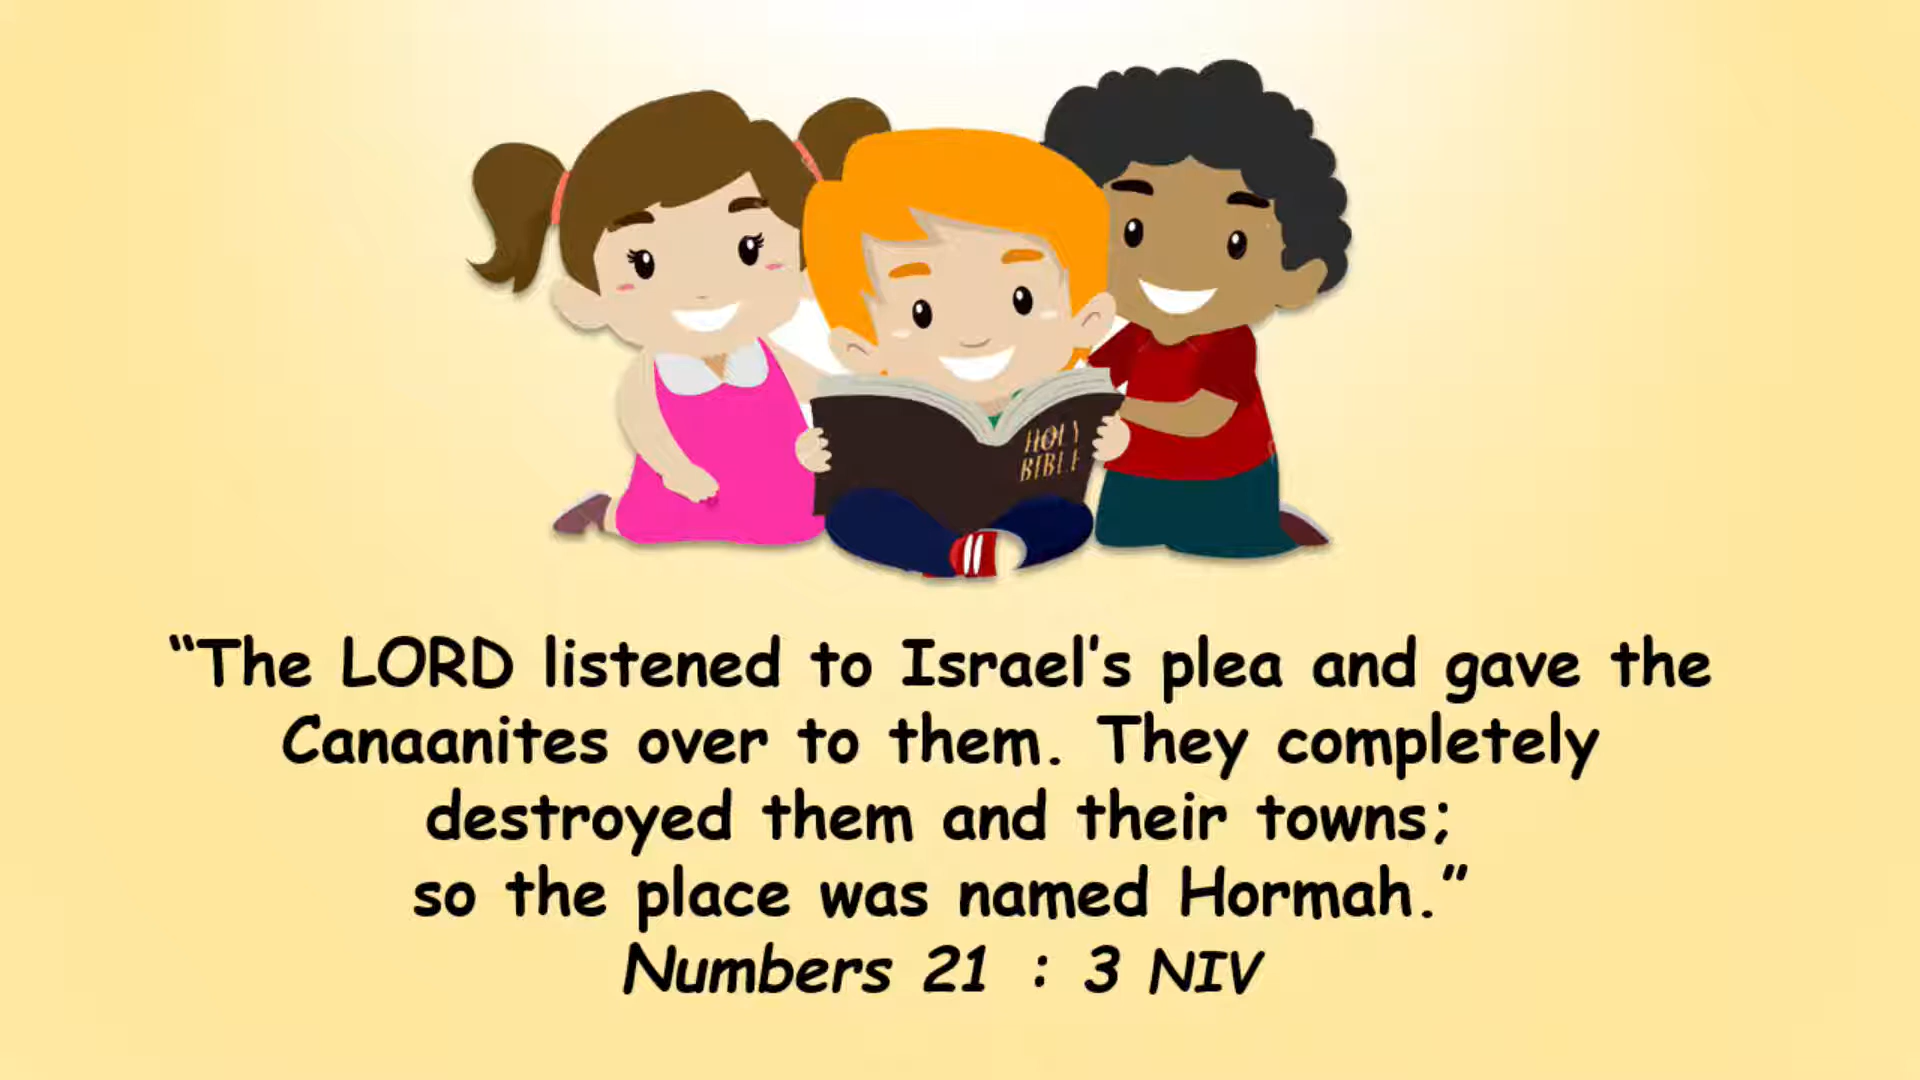 HOLY
BIBLE
“The LORD listened to Israel’s plea and gave the
Canaanites over to them. They completely
destroyed them and their towns;
so the place was named Hormah.”
Numbers 21 : 3 NIV